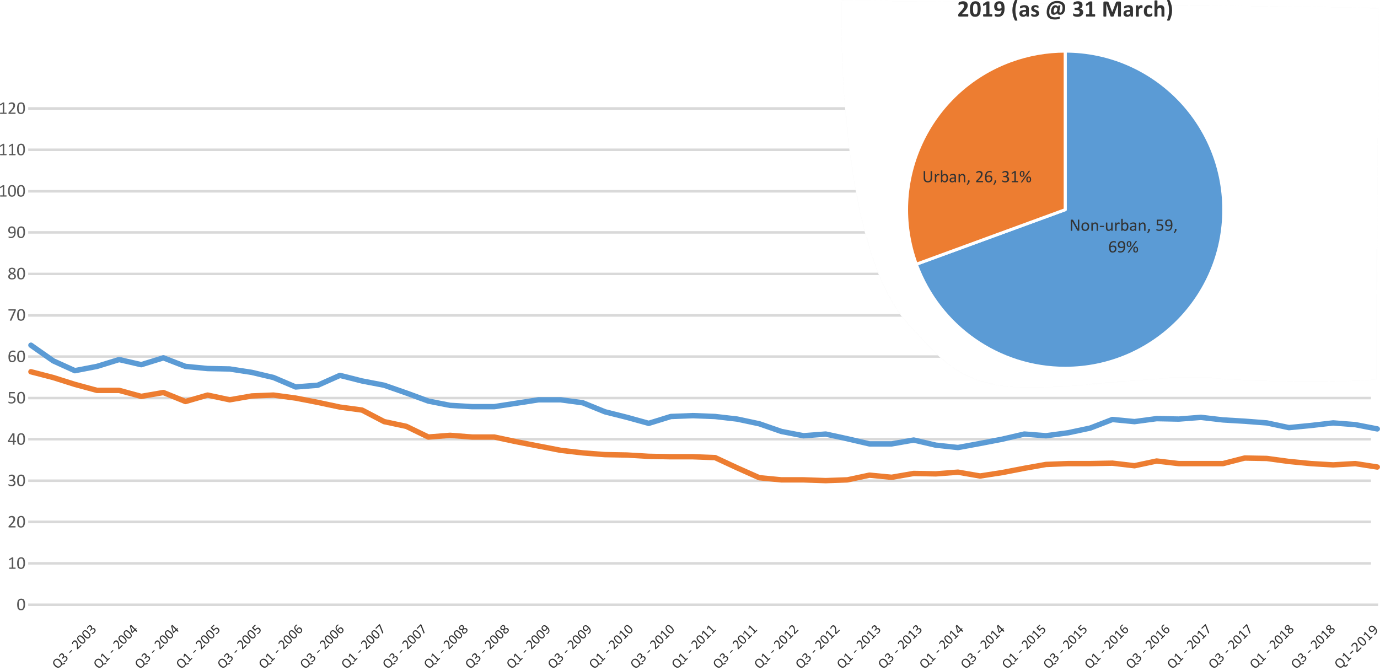 2019 (as @ 31 March)
Urban, 26, 31%
Non-urban, 59,
69%
120
110
100
90
80
70
60
50
40
30
20
10
0
Q3 - 2003
Q1 - 2004
Q3 - 2004
Q1 - 2005
Q3 - 2005
Q1 - 2006
Q3 - 2006
Q1 - 2007
Q3 - 2007
Q1 - 2008
Q3 - 2008
Q1 - 2009
Q3 - 2009
Q1 - 2010
Q3 - 2010
Q1 - 2011
Q3 - 2011
Q1 - 2012
Q3 - 2012
Q1 - 2013
Q3 - 2013
Q1 - 2014
Q3 - 2014
Q1 - 2015
Q3 - 2015
Q1 - 2016
Q3 - 2016
Q1 - 2017
Q3 - 2017
Q1 - 2018
Q3 - 2018
Q1-2019